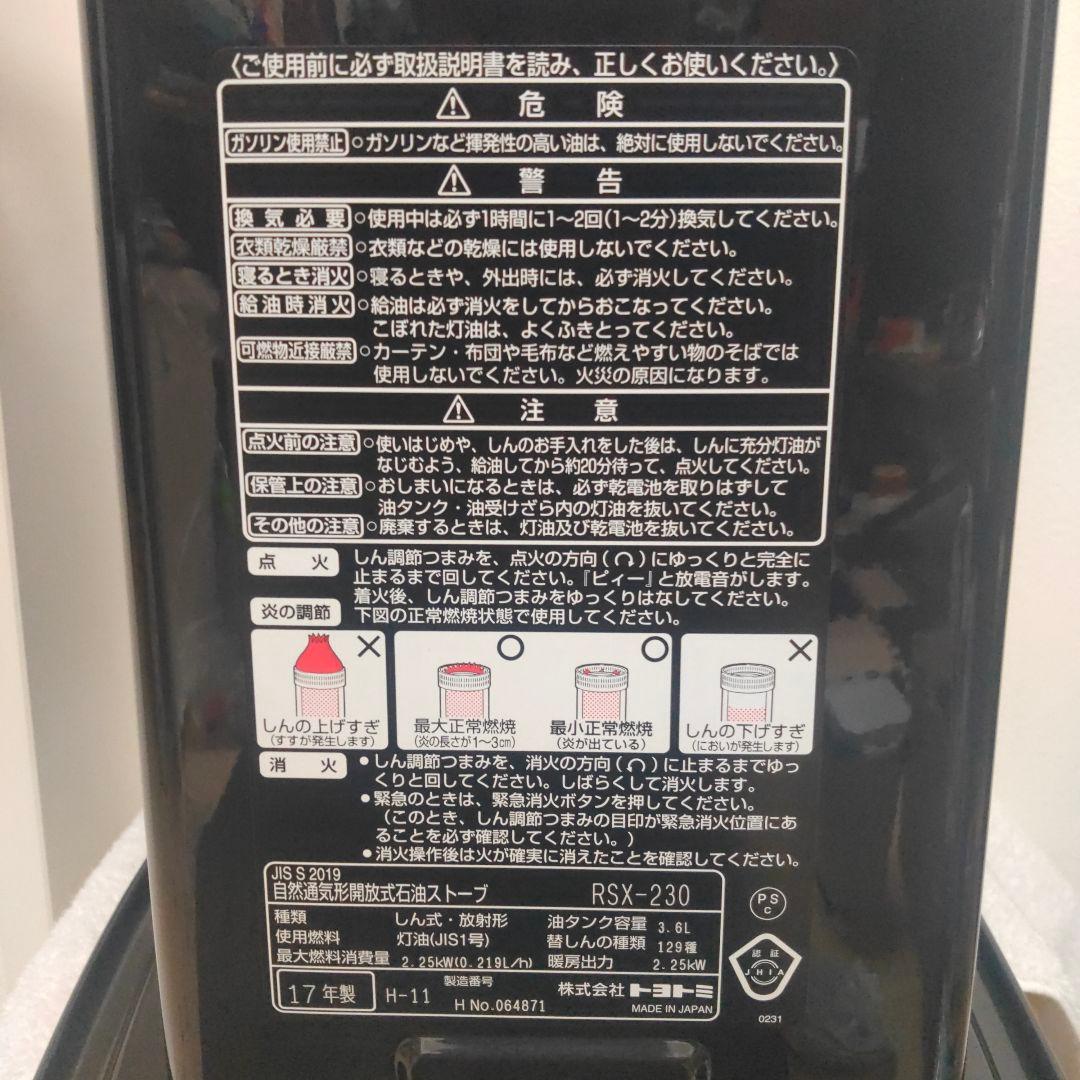 〈ご使用前に必ず取扱説明書を読み、正しくお使いください。〉
⚠ 危 険
ガソリン使用禁止 ○ガソリンなど揮発性の高い油は、絶対に使用しないでください。
⚠ 警 告
換気必要 ○使用中は必ず1時間に1～2回(1～2分)換気してください。
衣類乾燥厳禁 ○衣類などの乾燥には使用しないでください。
寝るとき消火 ○寝るときや、外出時には、必ず消火してください。
給油時消火 ○給油は必ず消火をしてからおこなってください。
こぼれた灯油は、よくふきとってください。
可燃物近接厳禁 ○カーテン・布団や毛布など燃えやすい物のそばでは
使用しないでください。火災の原因になります。
⚠ 注 意
点火前の注意 ○使いはじめや、しんのお手入れをした後は、しんに充分灯油が
なじむよう、給油してから約20分待って、点火してください。
保管上の注意 ○おしまいになるときは、必ず乾電池を取りはずして
油タンク・油受けざら内の灯油を抜いてください。
その他の注意 ○廃棄するときは、灯油及び乾電池を抜いてください。
点 火 しん調節つまみを、点火の方向( )にゆっくりと完全に
止まるまで回してください。『ピィー』と放電音がします。
着火後、しん調節つまみをゆっくりはなしてください。
炎の調節 下図の正常燃焼状態で使用してください。
× ○ ○ ×
しんの上げすぎ 最大正常燃焼 最小正常燃焼 しんの下げすぎ
(すすが発生します) (炎の長さが1～3cm) (炎が出ている) (においが発生します)
消 火 ●しん調節つまみを、消火の方向( )に止まるまでゆっ
くりと回してください。しばらくして消火します。
●緊急のときは、緊急消火ボタンを押してください。
(このとき、しん調節つまみの目印が緊急消火位置にあ
ることを必ず確認してください。)
●消火操作後は火が確実に消えたことを確認してください。
JIS S 2019
自然通気形開放式石油ストーブ RSX-230
種類 しん式・放射形 油タンク容量 3.6L
使用燃料 灯油(JIS1号) 替しんの種類 129種
最大燃料消費量 2.25kW(0.219L/h) 暖房出力 2.25kW
17年製 H-11 製造番号 H No.064871 株式会社トヨトミ
MADE IN JAPAN
PS
C
認証
JHIA
0231